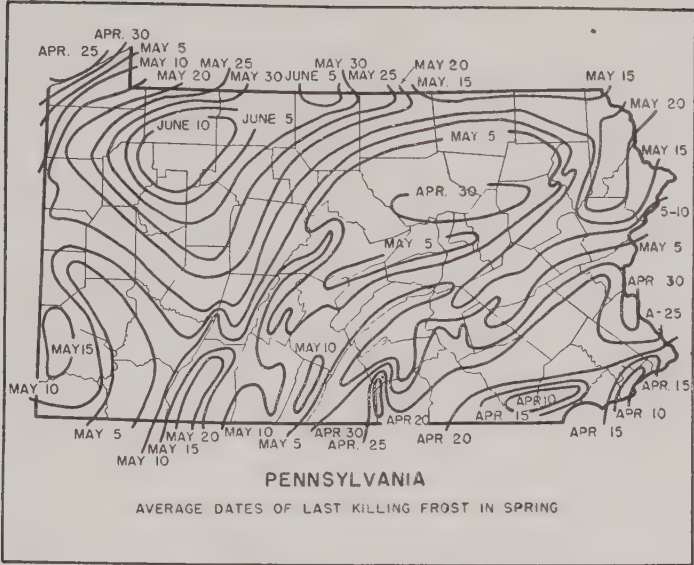 APR. 30
APR. 25
MAY 5
MAY 10
MAY 20
MAY 25
MAY 30
JUNE 5
MAY 30
MAY 25
MAY 20
MAY. 15
MAY 15
MAY 20
JUNE 10
JUNE 5
MAY 5
MAY 15
APR. 30
5-10
MAY 5
MAY 5
APR 30
A-25
MAY 15
MAY 10
MAY 10
APR. 15
APR 10
APR 10
APR 15
APR 20
MAY 5
MAY 20
MAY 10
APR 30
APR 20
APR 15
MAY 15
MAY 5
APR. 25
MAY 10
PENNSYLVANIA
AVERAGE DATES OF LAST KILLING FROST IN SPRING